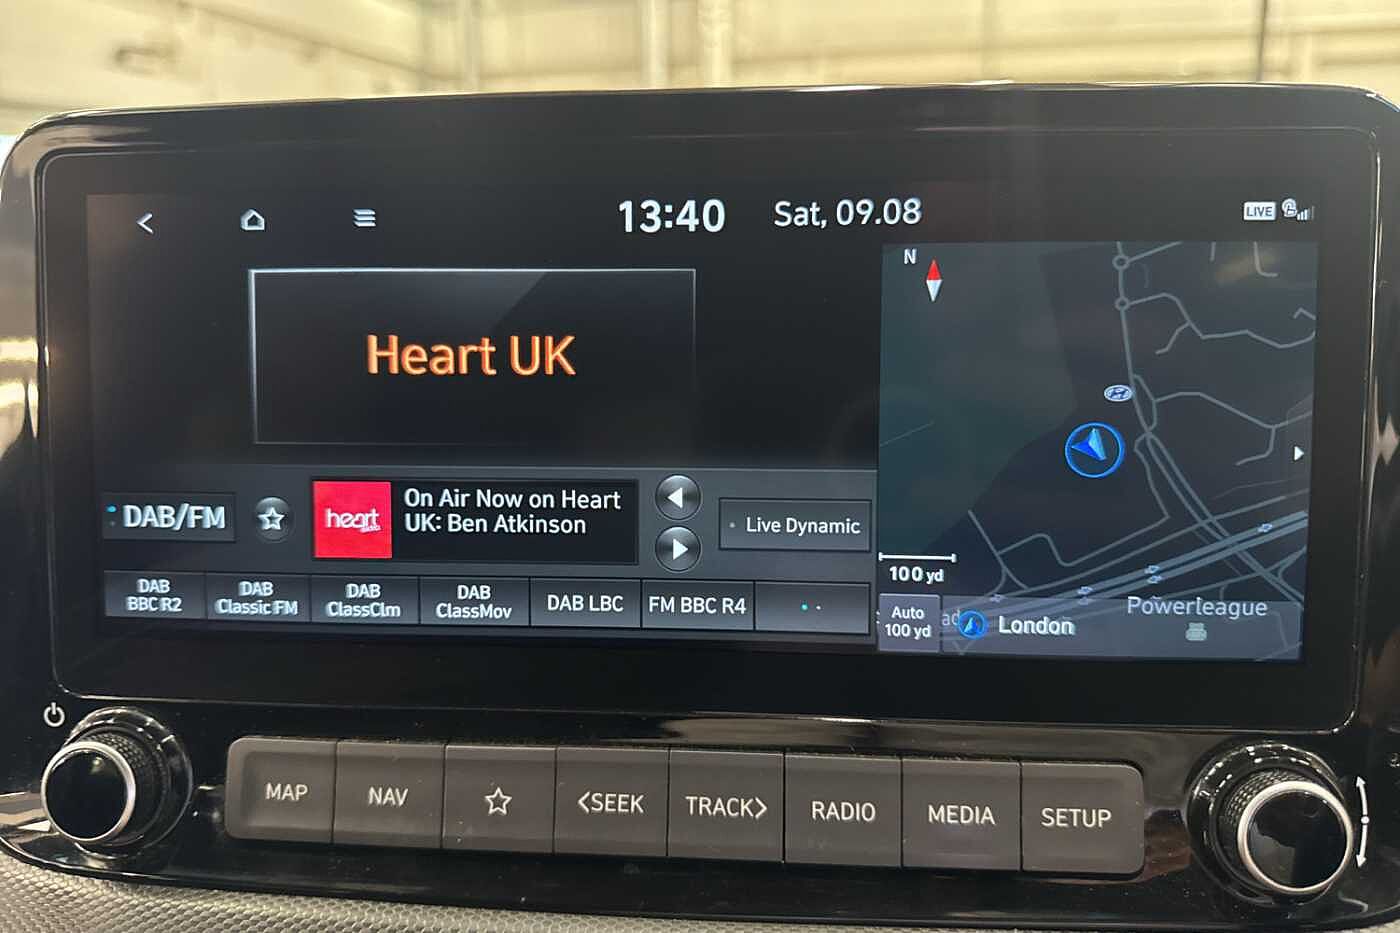 13:40
Sat, 09.08
LIVE
Heart UK
N
DAB/FM
heart
On Air Now on Heart
UK: Ben Atkinson
Live Dynamic
100 yd
DAB
BBC R2
DAB
Classic FM
DAB
ClassClm
DAB
ClassMov
DAB LBC
FM BBC R4
Auto
100 yd
London
Powerleague
MAP
NAV
<SEEK
TRACK>
RADIO
MEDIA
SETUP